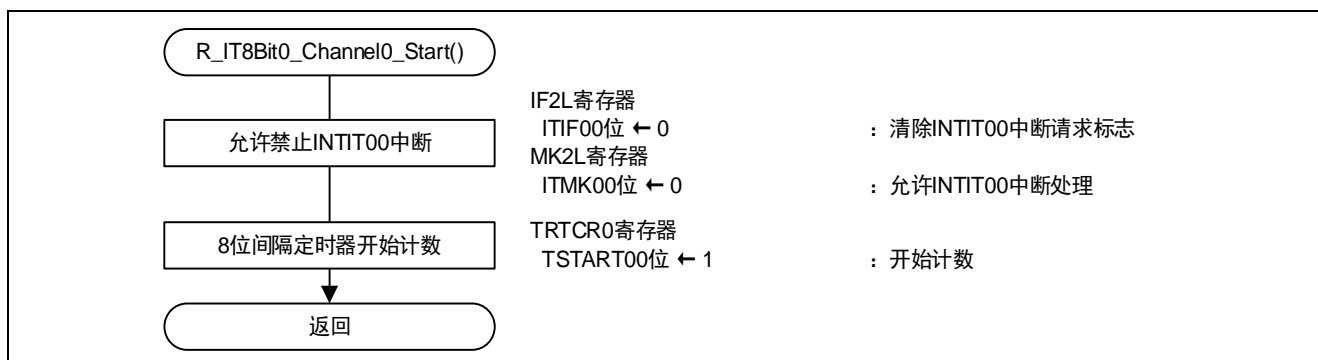 R_IT8Bit0_Channel0_Start()
IF2L寄存器
允许禁止INTIT00中断
ITIF00位 ← 0 ：清除INTIT00中断请求标志
MK2L寄存器
ITMK00位 ← 0 ：允许INTIT00中断处理
8位间隔定时器开始计数
TRTCR0寄存器
TSTART00位 ← 1 ：开始计数
返回